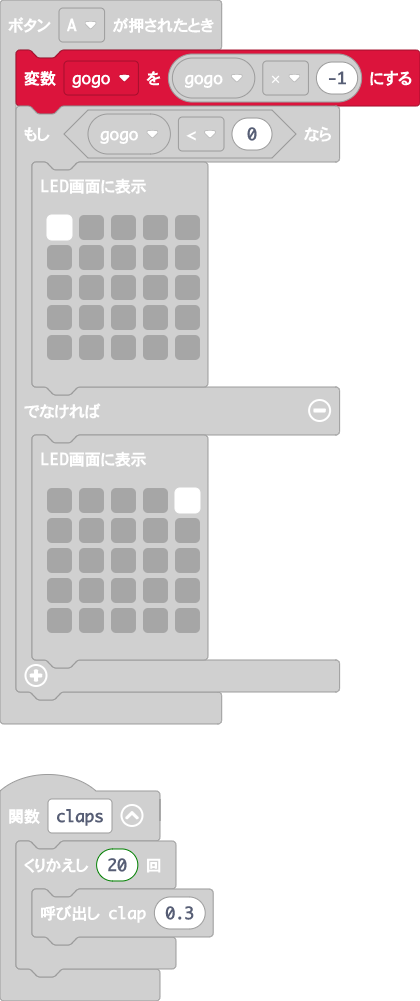 ボタン A が押されたとき
変数 gogo を gogo × -1 にする
もし gogo < 0 なら
LED画面に表示
でなければ
LED画面に表示
関数 claps
くりかえし 20 回
呼び出し clap 0.3